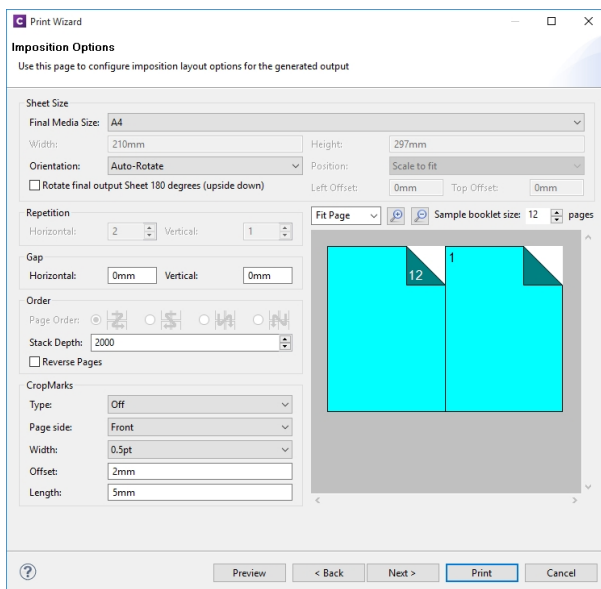 C Print Wizard
Imposition Options
Use this page to configure imposition layout options for the generated output
Sheet Size
Final Media Size: A4
Width: 210mm Height: 297mm
Orientation: Auto-Rotate Position: Scale to fit
Rotate final output Sheet 180 degrees (upside down) Left Offset: 0mm Top Offset: 0mm
Repetition
Horizontal: 2 Vertical: 1
Gap
Horizontal: 0mm Vertical: 0mm
Order
Page Order:
Stack Depth: 2000
Reverse Pages
CropMarks
Type: Off
Page side: Front
Width: 0.5pt
Offset: 2mm
Length: 5mm
Fit Page Sample booklet size: 12 pages
12 1
? Preview < Back Next > Print Cancel